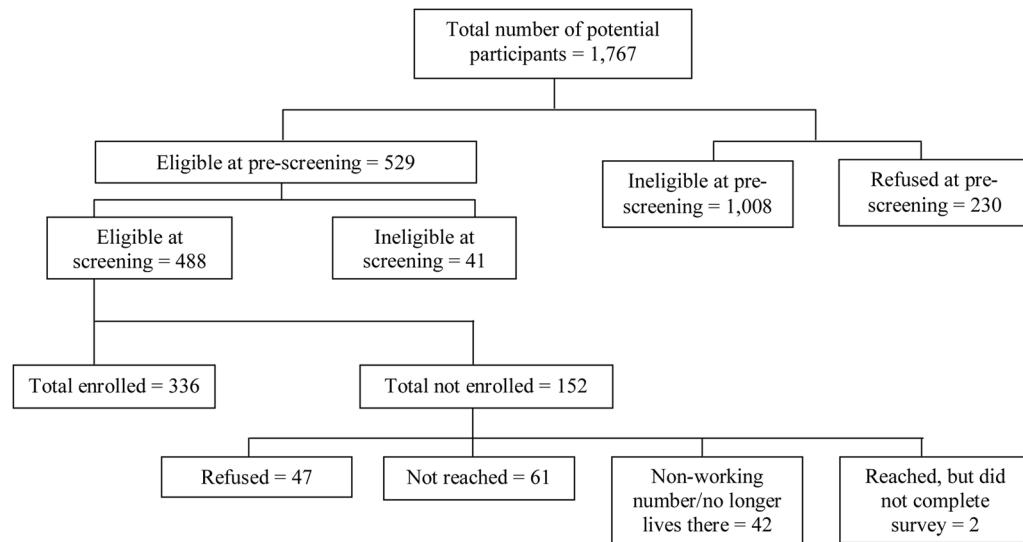 Total number of potential
participants = 1,767
Eligible at pre-screening = 529
Ineligible at pre-
screening = 1,008
Refused at pre-
screening = 230
Eligible at
screening = 488
Ineligible at
screening = 41
Total enrolled = 336
Total not enrolled = 152
Refused = 47
Not reached = 61
Non-working
number/no longer
lives there = 42
Reached, but did
not complete
survey = 2